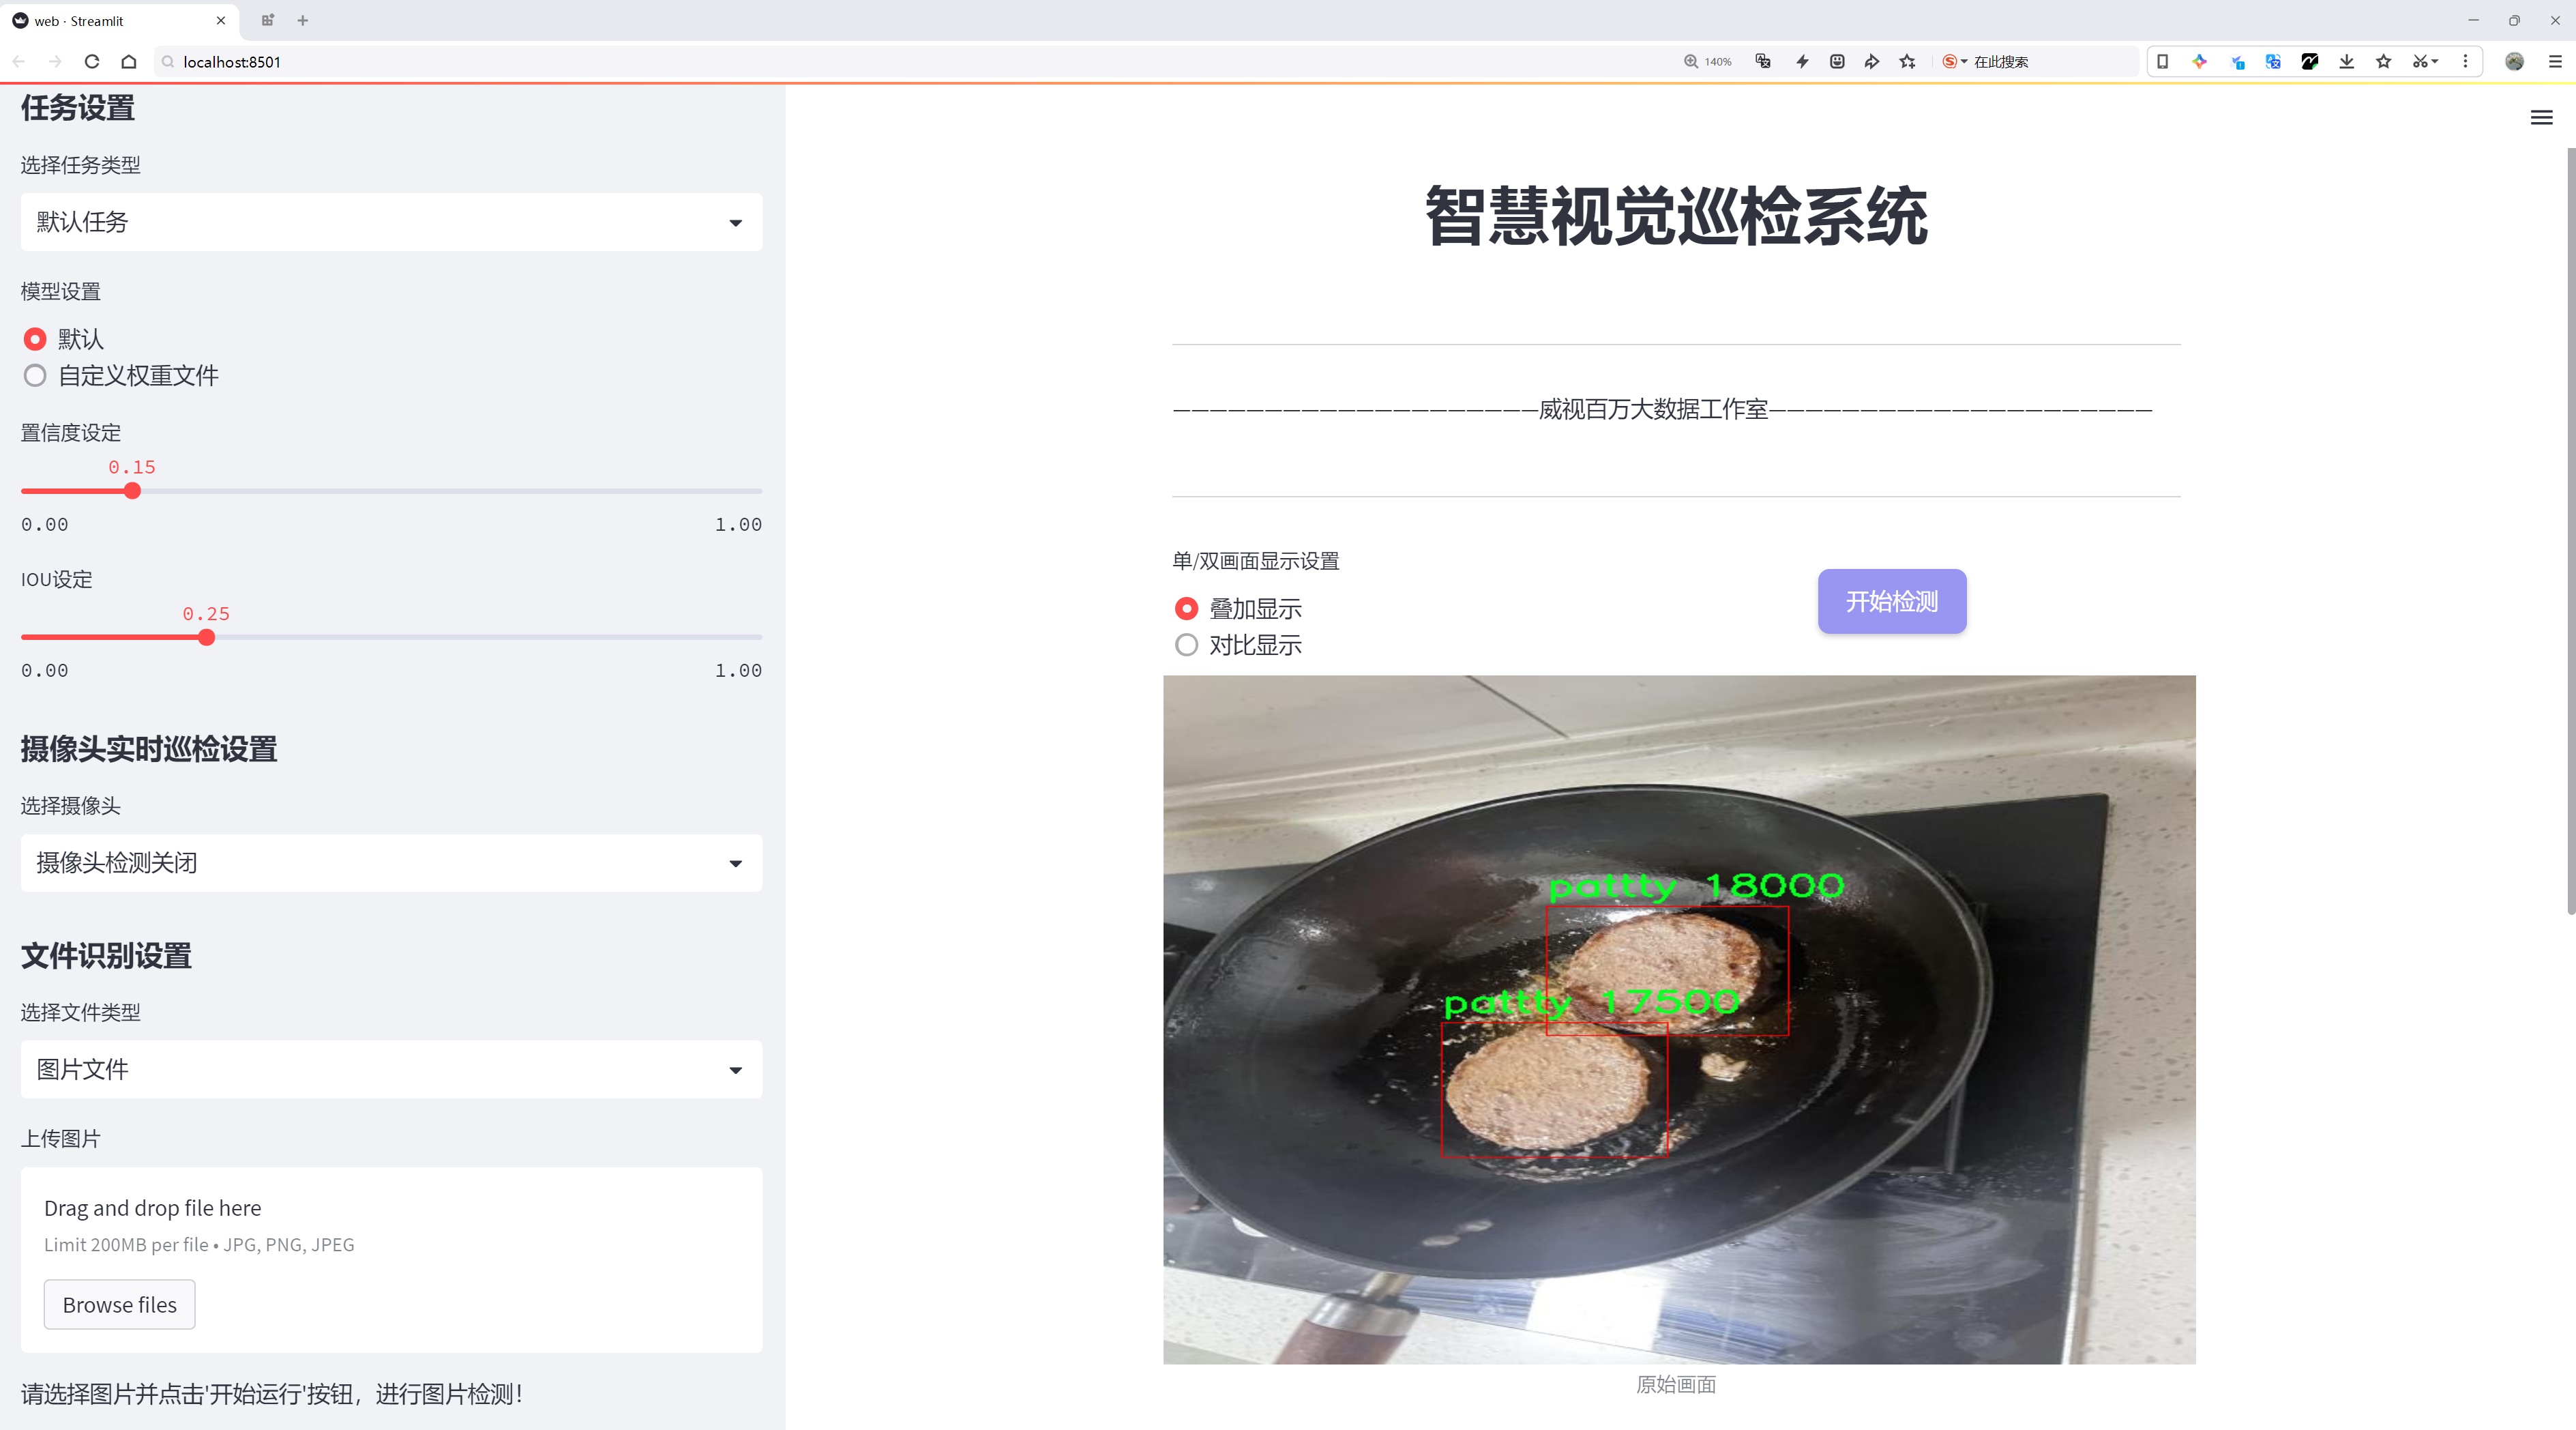 web · Streamlit
localhost:8501
140%
在此搜索
任务设置
选择任务类型
默认任务
模型设置
默认
自定义权重文件
置信度设定
0.15
0.00
1.00
IOU设定
0.25
0.00
1.00
摄像头实时巡检设置
选择摄像头
摄像头检测关闭
文件识别设置
选择文件类型
图片文件
上传图片
Drag and drop file here
Limit 200MB per file • JPG, PNG, JPEG
Browse files
请选择图片并点击'开始运行'按钮，进行图片检测！
智慧视觉巡检系统
————————————————————威视百万大数据工作室—————————————————————
单/双画面显示设置
叠加显示
对比显示
开始检测
pattty 18000
pattty 17500
原始画面